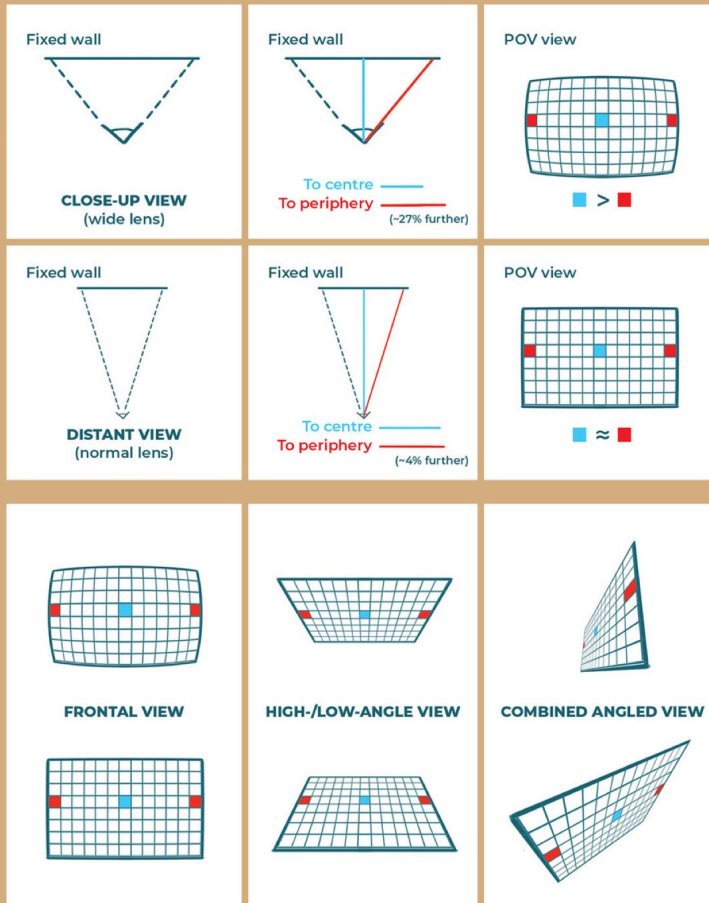 Fixed wall
CLOSE-UP VIEW
(wide lens)
Fixed wall
To centre
To periphery
(~27% further)
POV view
>
Fixed wall
DISTANT VIEW
(normal lens)
Fixed wall
To centre
To periphery
(~4% further)
POV view
≈
FRONTAL VIEW
HIGH-/LOW-ANGLE VIEW
COMBINED ANGLED VIEW